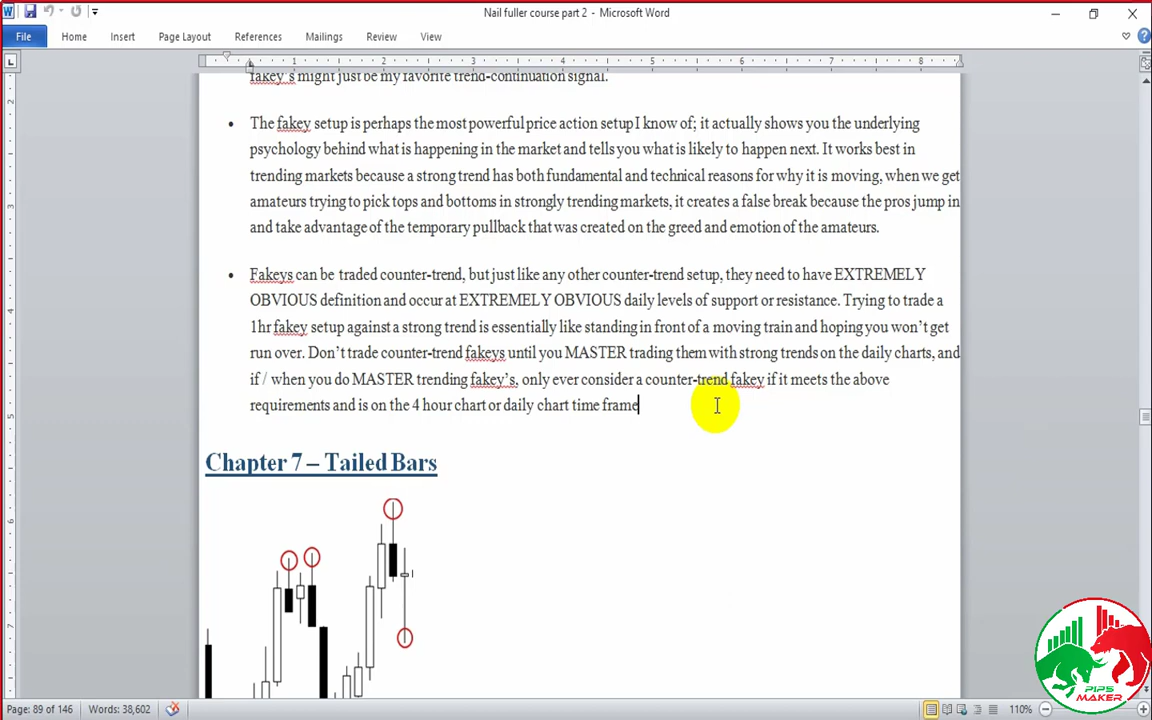 Nail fuller course part 2 - Microsoft Word
File Home Insert Page Layout References Mailings Review View
1 2 3 4 5 6 7 8
fakey's might just be my favorite trend-continuation signal.
• The fakey setup is perhaps the most powerful price action setup I know of; it actually shows you the underlying
psychology behind what is happening in the market and tells you what is likely to happen next. It works best in
trending markets because a strong trend has both fundamental and technical reasons for why it is moving, when we get
amateurs trying to pick tops and bottoms in strongly trending markets, it creates a false break because the pros jump in
and take advantage of the temporary pullback that was created on the greed and emotion of the amateurs.
• Fakeys can be traded counter-trend, but just like any other counter-trend setup, they need to have EXTREMELY
OBVIOUS definition and occur at EXTREMELY OBVIOUS daily levels of support or resistance. Trying to trade a
1hr fakey setup against a strong trend is essentially like standing in front of a moving train and hoping you won't get
run over. Don't trade counter-trend fakeys until you MASTER trading them with strong trends on the daily charts, and
if / when you do MASTER trending fakey's, only ever consider a counter-trend fakey if it meets the above
requirements and is on the 4 hour chart or daily chart time frame
Chapter 7 – Tailed Bars
PIPS
MAKER
Page: 89 of 146 Words: 38,602 110%